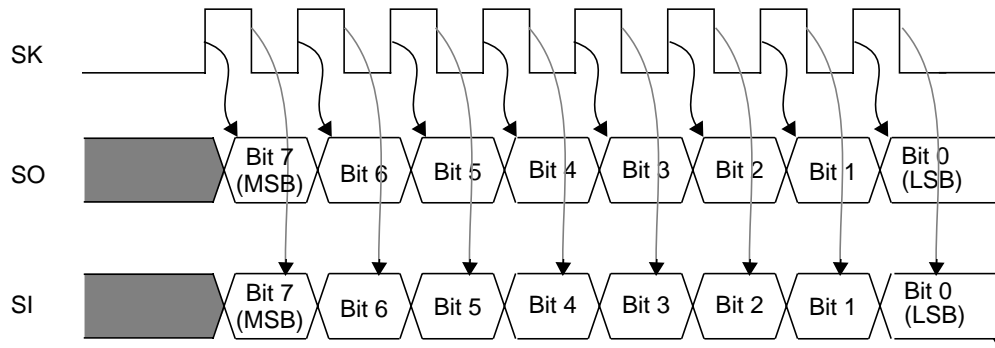 SK
SO
Bit 7
(MSB)
Bit 6
Bit 5
Bit 4
Bit 3
Bit 2
Bit 1
Bit 0
(LSB)
SI
Bit 7
(MSB)
Bit 6
Bit 5
Bit 4
Bit 3
Bit 2
Bit 1
Bit 0
(LSB)